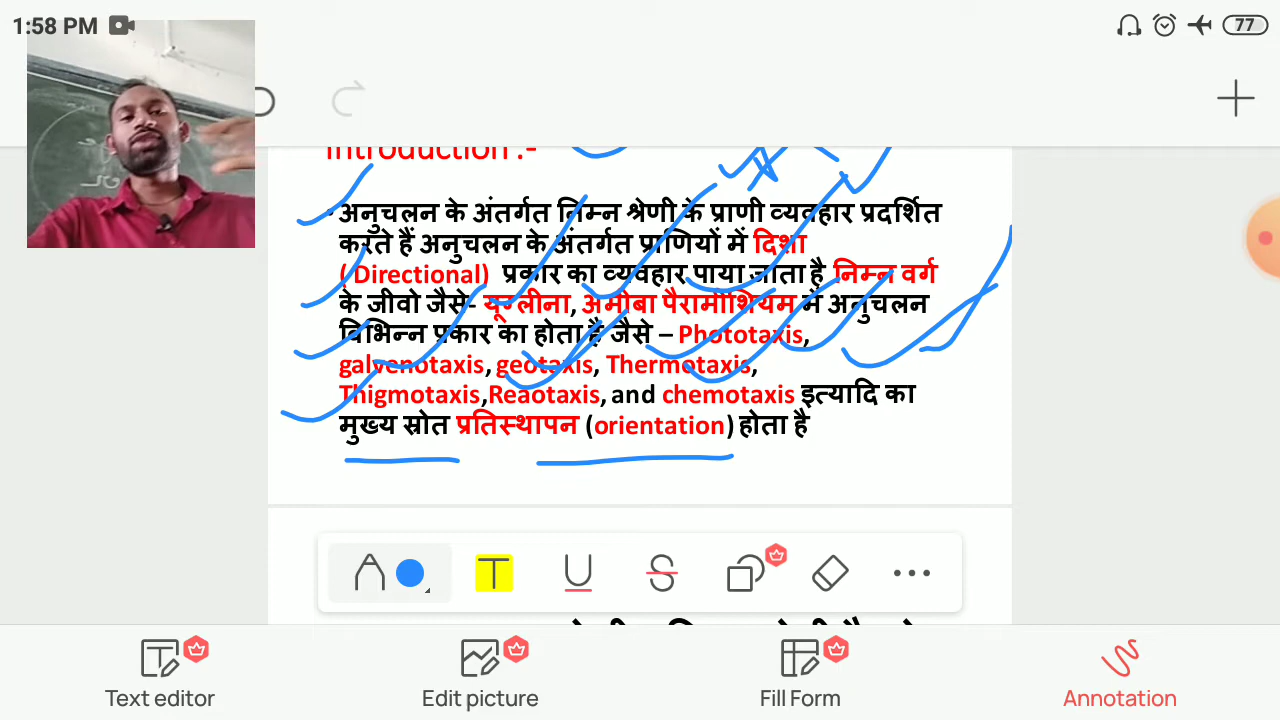 1:58 PM
77
Introduction :-
• अनुचलन के अंतर्गत निम्न श्रेणी के प्राणी व्यवहार प्रदर्शित
करते हैं अनुचलन के अंतर्गत प्राणियों में दिशा
( Directional) प्रकार का व्यवहार पाया जाता है निम्न वर्ग
के जीवो जैसे- यूग्लीना, अमीबा पैरामीशियम में अनुचलन
विभिन्न प्रकार का होता है जैसे – Phototaxis,
galvenotaxis, geotaxis, Thermotaxis,
Thigmotaxis,Reaotaxis, and chemotaxis इत्यादि का
मुख्य स्रोत प्रतिस्थापन (orientation) होता है
Text editor
Edit picture
Fill Form
Annotation